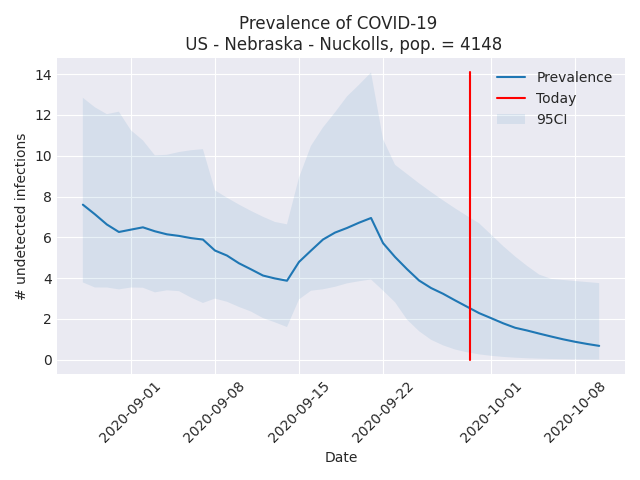 Prevalence of COVID-19
US - Nebraska - Nuckolls, pop. = 4148
14
12
10
8
6
4
2
0
# undetected infections
Prevalence
Today
95CI
2020-09-01
2020-09-08
2020-09-15
2020-09-22
2020-10-01
2020-10-08
Date